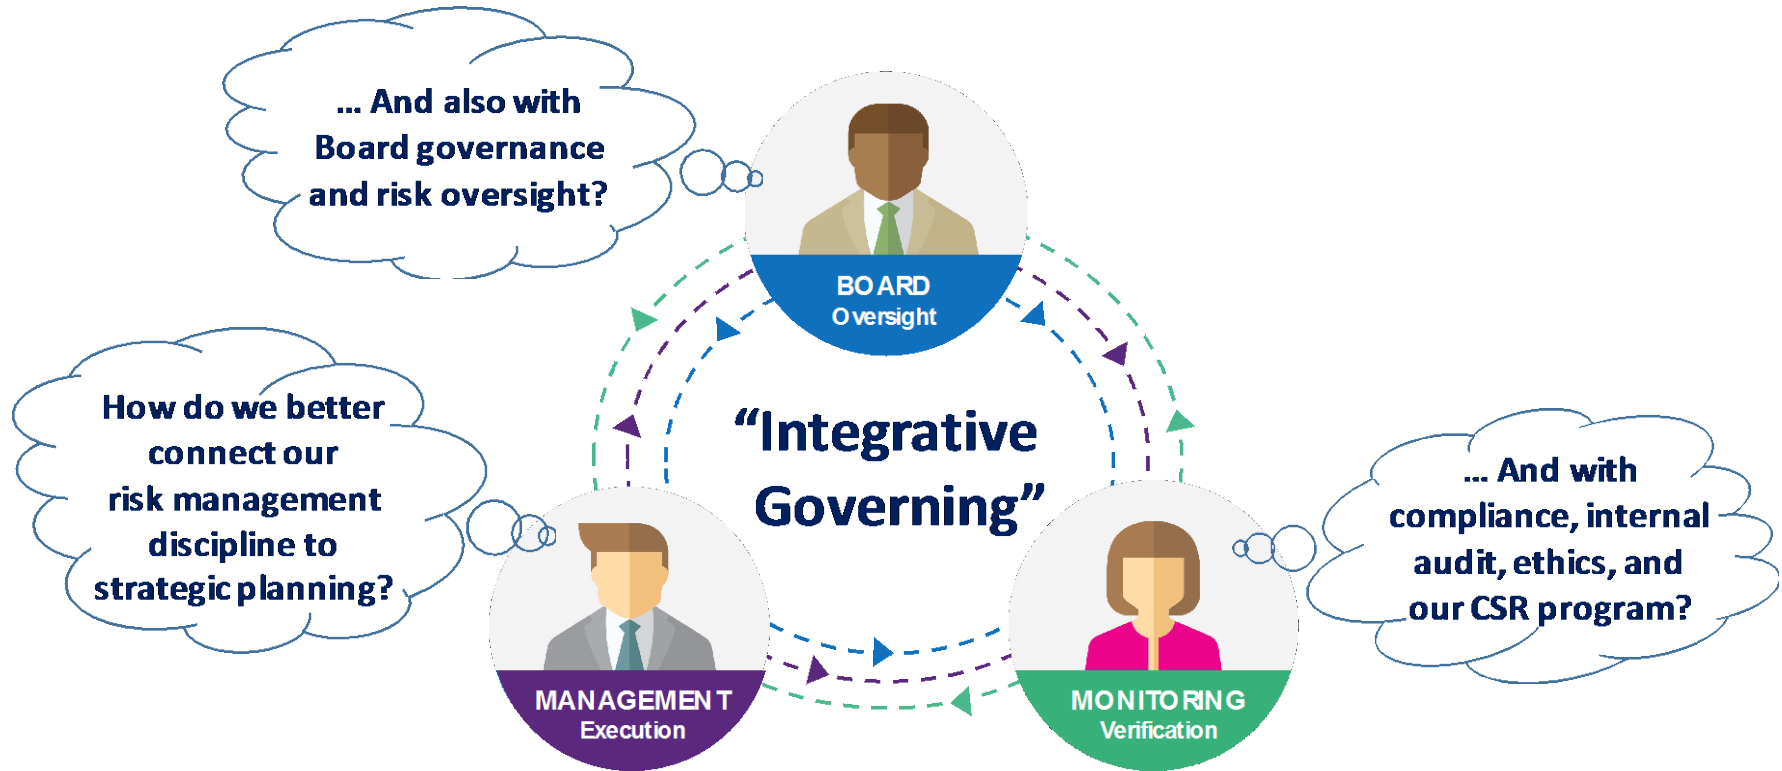 … And also with
Board governance
and risk oversight?
BOARD
Oversight
How do we better
connect our
risk management
discipline to
strategic planning?
“Integrative
Governing”
… And with
compliance, internal
audit, ethics, and
our CSR program?
MANAGEMENT
Execution
MONITORING
Verification